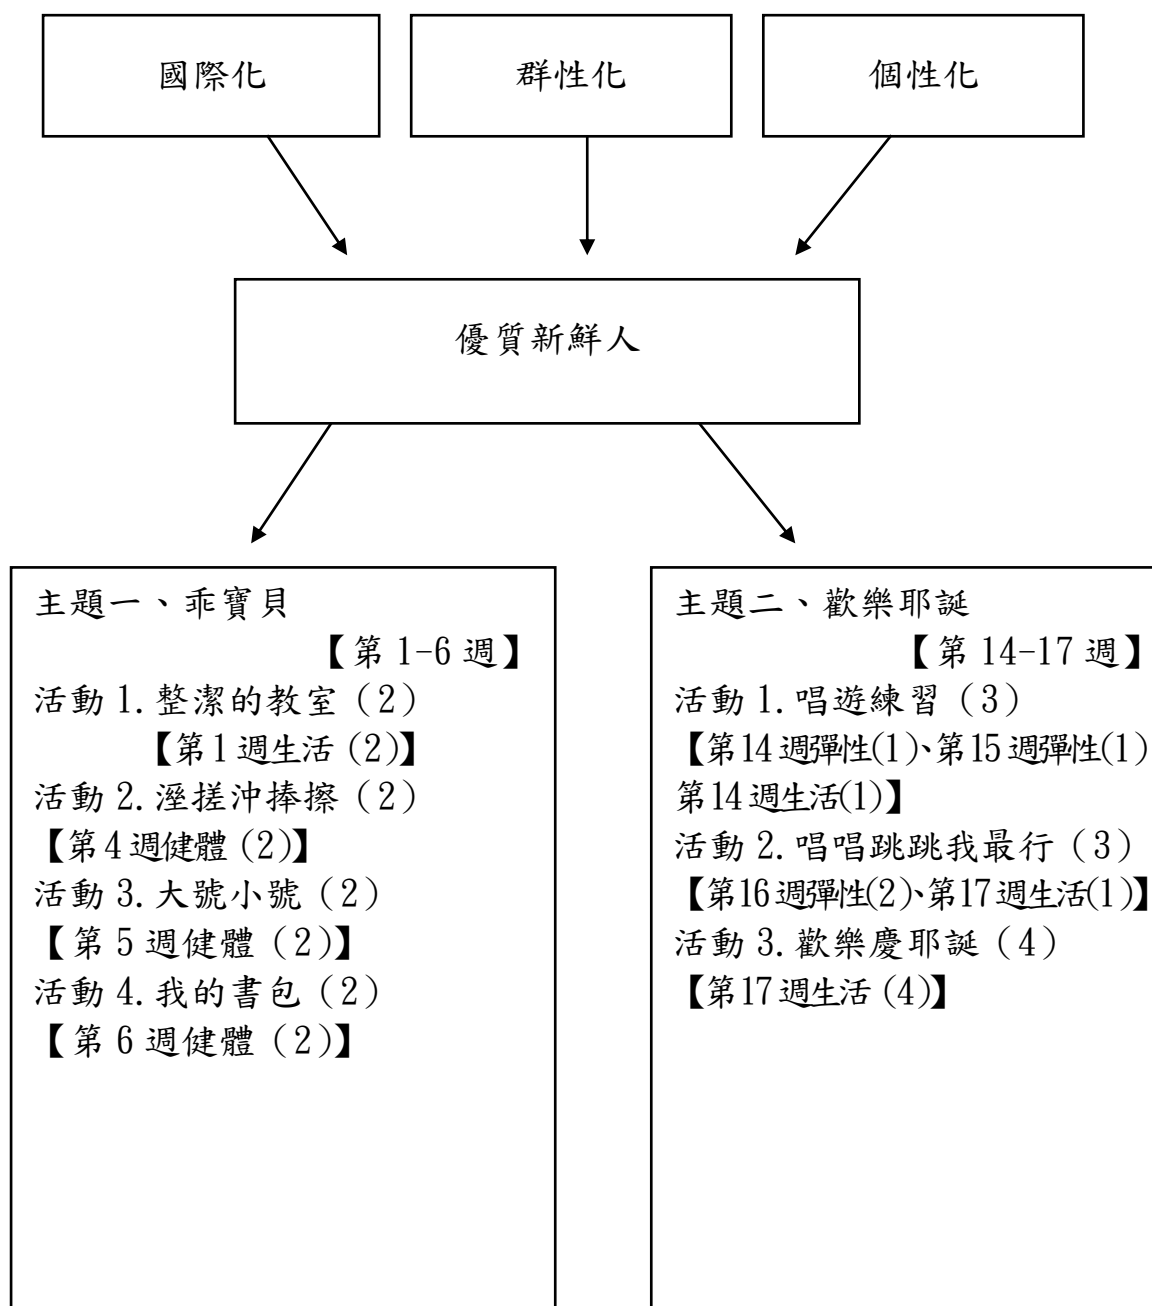 國際化
群性化
個性化
優質新鮮人
主題一、乖寶貝
【第 1-6 週】
活動 1.整潔的教室（2）
【第1週生活（2）】
活動 2.溼搓沖捧擦（2）
【第4週健體（2）】
活動 3.大號小號（2）
【第 5 週健體（2）】
活動 4.我的書包（2）
【第 6 週健體（2）】
主題二、歡樂耶誕
【第 14-17 週】
活動 1.唱遊練習（3）
【第14週彈性(1)、第15週彈性(1)
第14週生活(1)】
活動 2.唱唱跳跳我最行（3）
【第16週彈性(2)、第17週生活(1)】
活動 3.歡樂慶耶誕（4）
【第17週生活（4）】